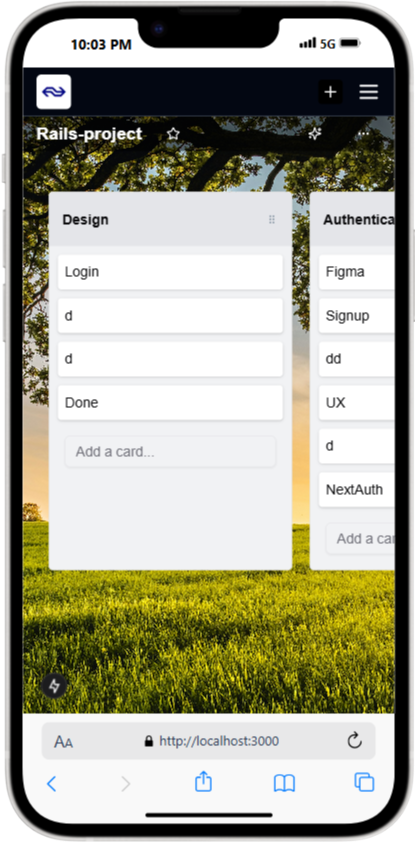 10:03 PM
5G
Rails-project
Design
Login
d
d
Done
Add a card...
Authentica
Figma
Signup
dd
UX
d
NextAuth
Add a car
AA
http://localhost:3000